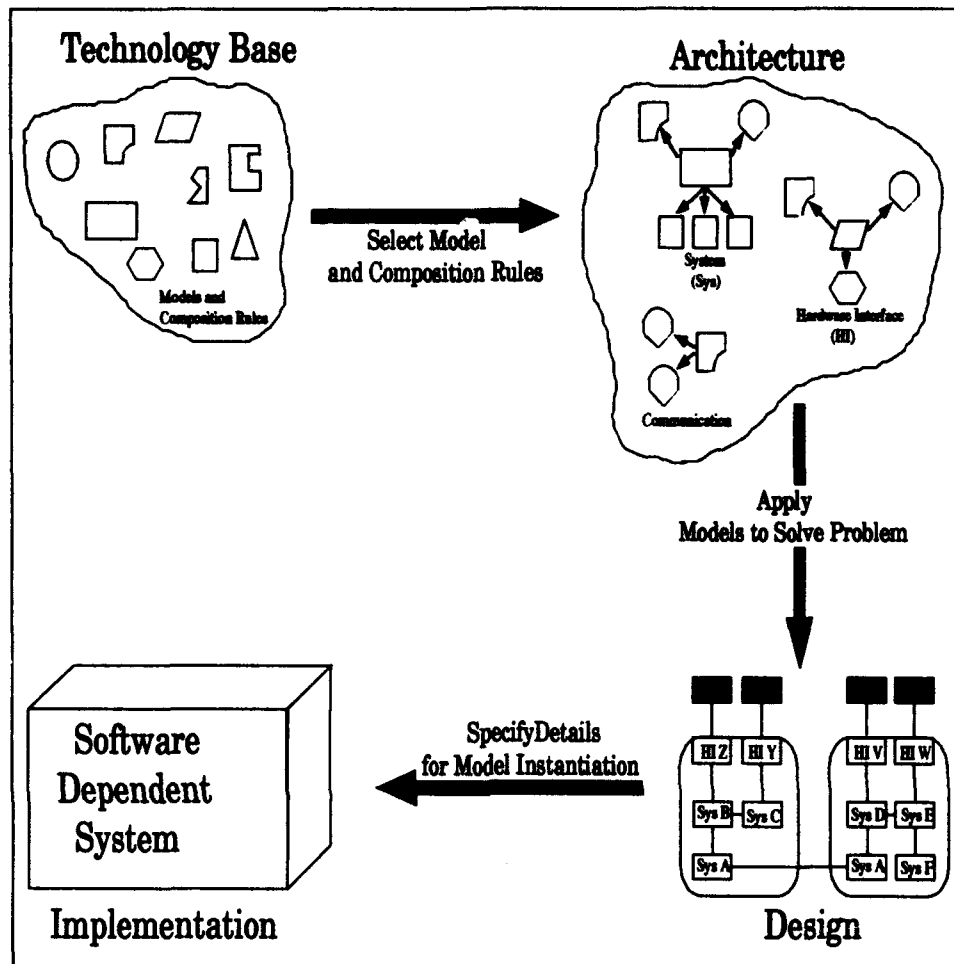 Technology Base
Architecture
Models and
Composition Rules
Select Model
and Composition Rules
System
(Sys)
Hardware Interface
(HI)
Communication
Apply
Models to Solve Problem
HI Z
HI Y
HI V
HI W
Sys B
Sys C
Sys D
Sys E
Sys A
Sys A
Sys F
Design
SpecifyDetails
for Model Instantiation
Software
Dependent
System
Implementation